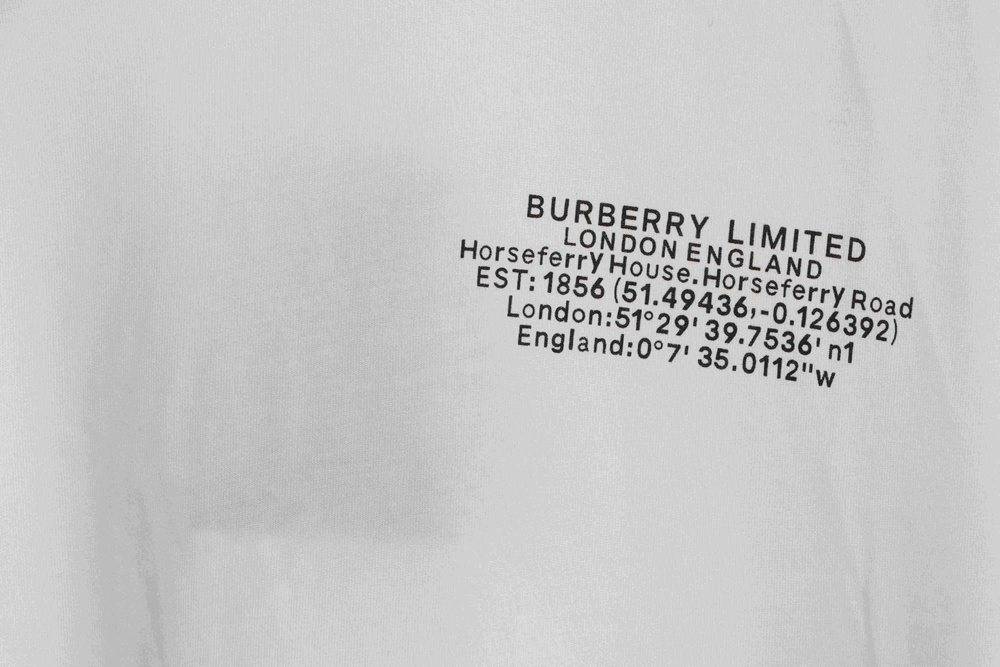 BURBERRY LIMITED
LONDON ENGLAND
Horseferry House.Horseferry Road
EST: 1856 (51.49436,-0.126392)
London:51°29' 39.7536' n1
England:0°7' 35.0112"w